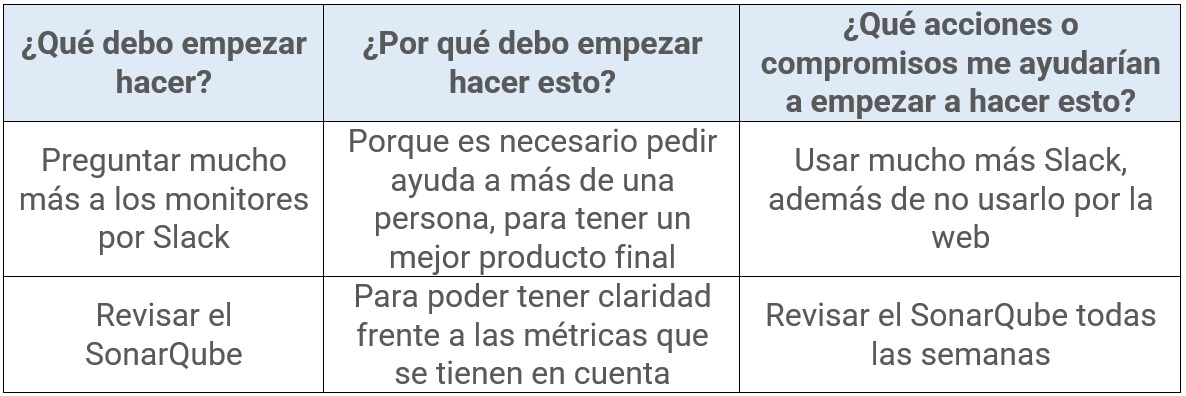 ¿Qué debo empezar
hacer?
¿Por qué debo empezar
hacer esto?
¿Qué acciones o
compromisos me ayudarían
a empezar a hacer esto?
Preguntar mucho
más a los monitores
por Slack
Porque es necesario pedir
ayuda a más de una
persona, para tener un
mejor producto final
Usar mucho más Slack,
además de no usarlo por la
web
Revisar el
SonarQube
Para poder tener claridad
frente a las métricas que
se tienen en cuenta
Revisar el SonarQube todas
las semanas